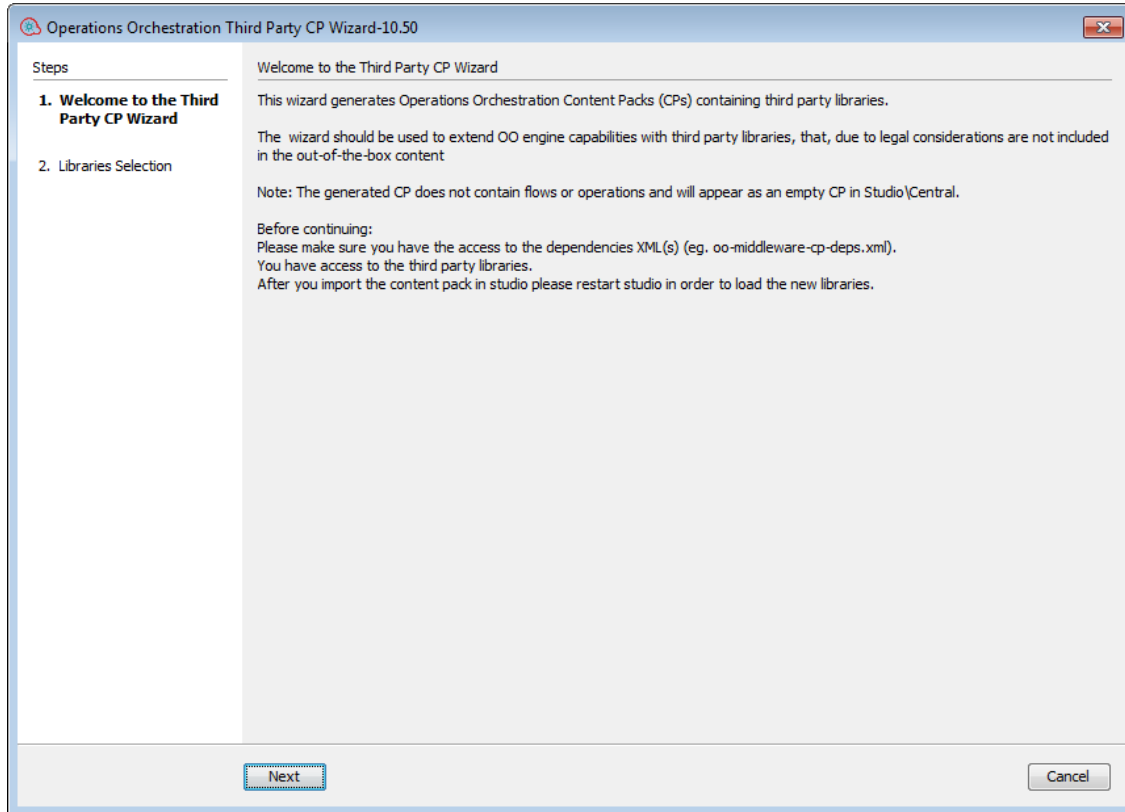 Operations Orchestration Third Party CP Wizard-10.50
Steps
1. Welcome to the Third
Party CP Wizard
2. Libraries Selection
Welcome to the Third Party CP Wizard
This wizard generates Operations Orchestration Content Packs (CPs) containing third party libraries.
The wizard should be used to extend OO engine capabilities with third party libraries, that, due to legal considerations are not included
in the out-of-the-box content
Note: The generated CP does not contain flows or operations and will appear as an empty CP in Studio\Central.
Before continuing:
Please make sure you have the access to the dependencies XML(s) (eg. oo-middleware-cp-deps.xml).
You have access to the third party libraries.
After you import the content pack in studio please restart studio in order to load the new libraries.
Next
Cancel